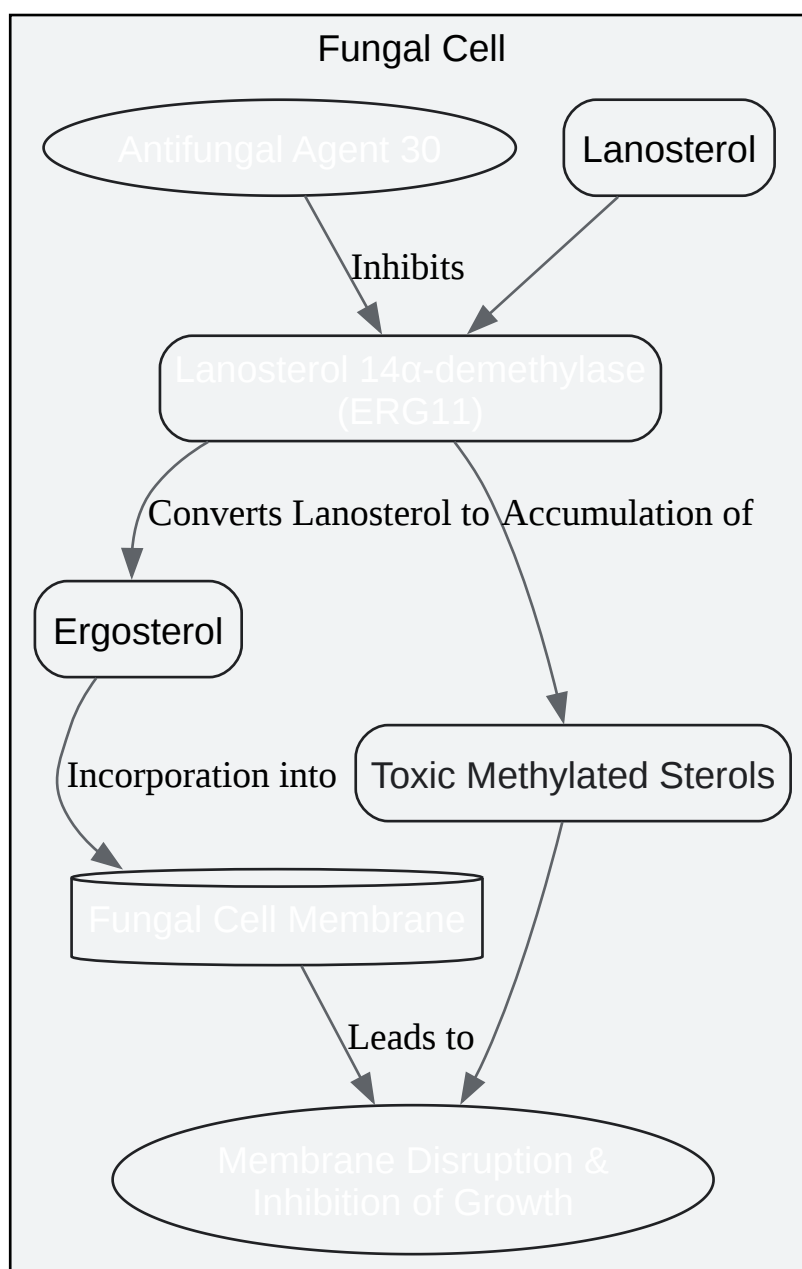 Fungal Cell
Antifungal Agent 30
Lanosterol
Inhibits
Lanosterol 14α-demethylase
(ERG11)
Converts Lanosterol to
Accumulation of
Ergosterol
Incorporation into
Toxic Methylated Sterols
Fungal Cell Membrane
Leads to
Membrane Disruption &
Inhibition of Growth